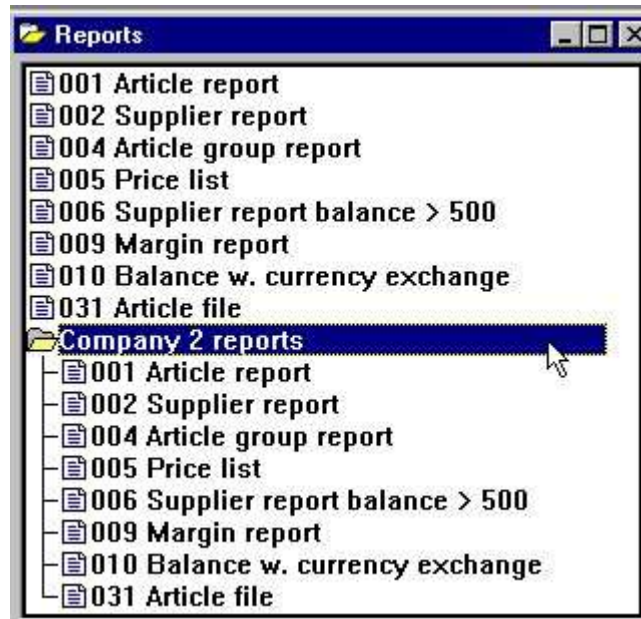 Reports
001 Article report
002 Supplier report
004 Article group report
005 Price list
006 Supplier report balance > 500
009 Margin report
010 Balance w. currency exchange
031 Article file
Company 2 reports
001 Article report
002 Supplier report
004 Article group report
005 Price list
006 Supplier report balance > 500
009 Margin report
010 Balance w. currency exchange
031 Article file